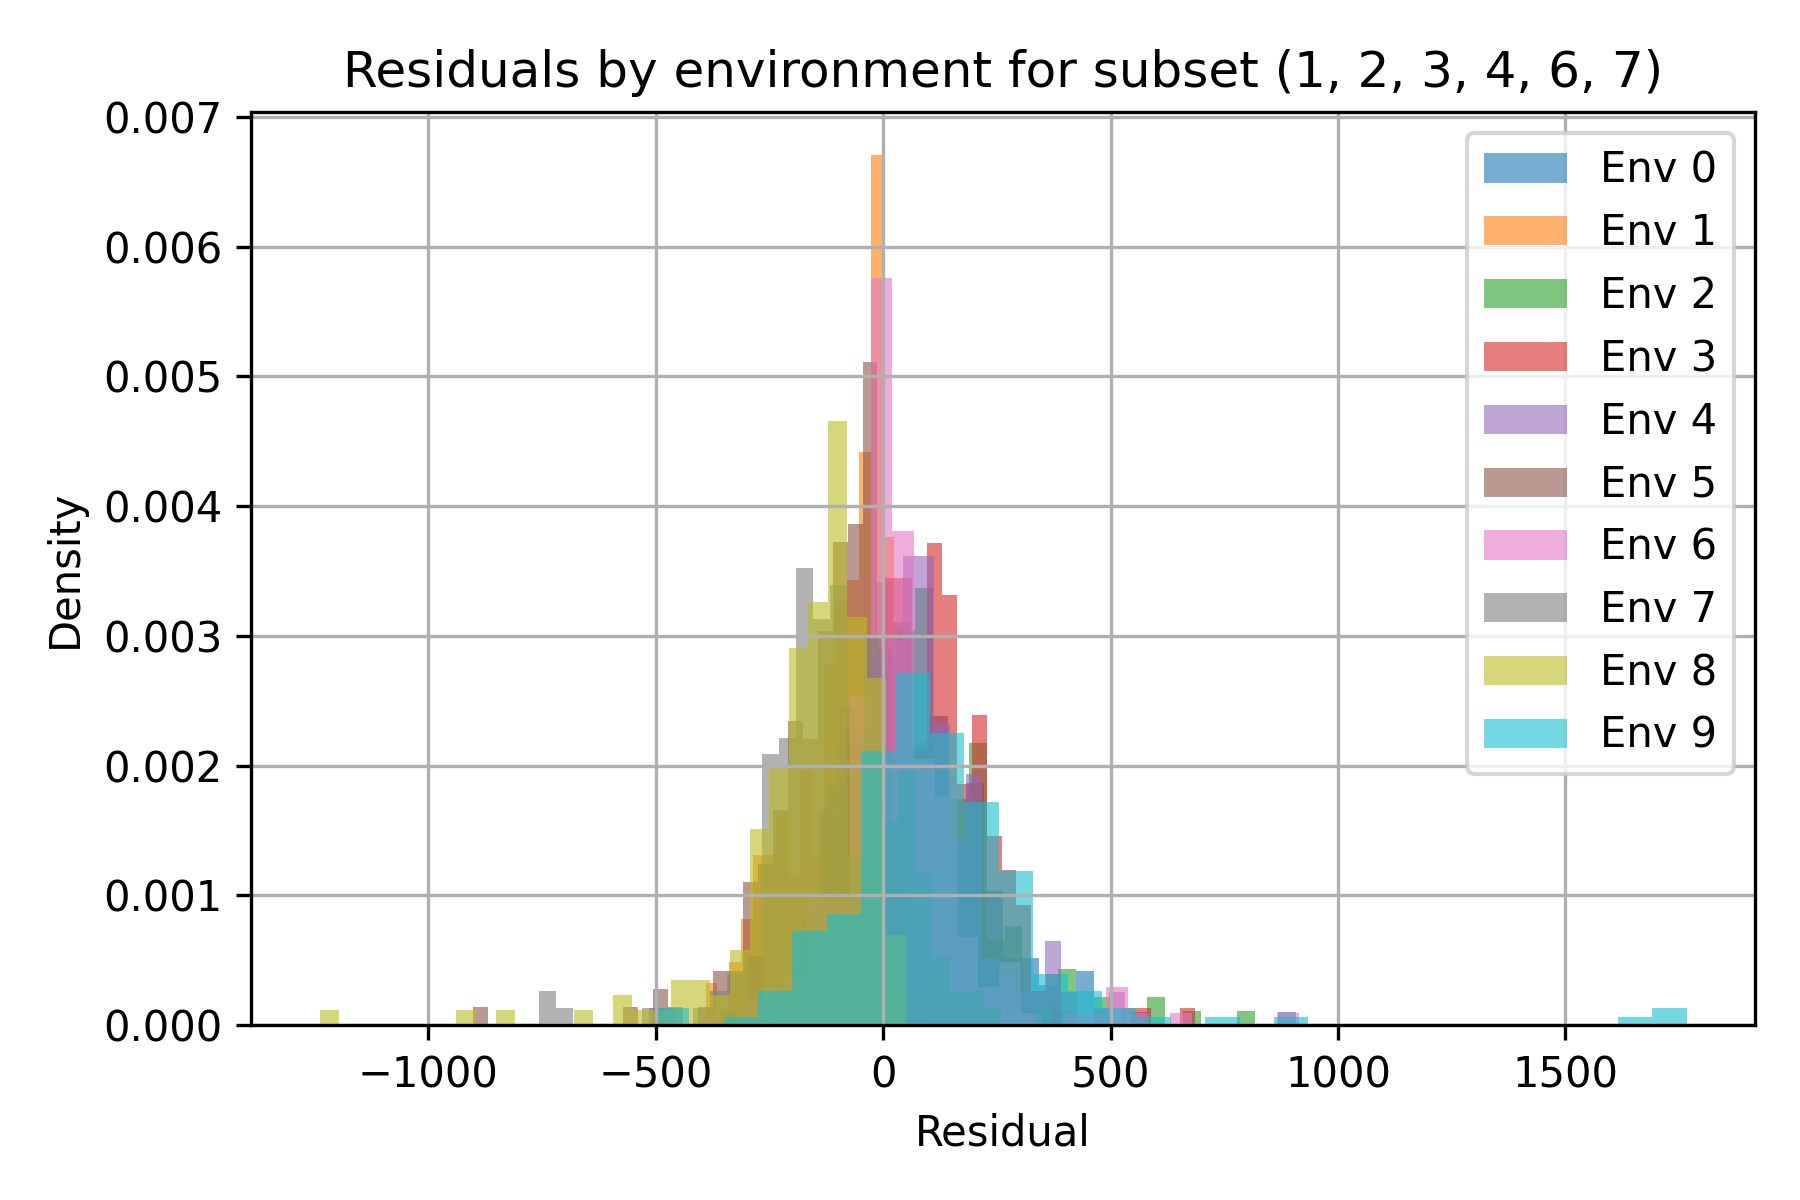 Residuals by environment for subset (1, 2, 3, 4, 6, 7)
0.007
0.006
0.005
0.004
0.003
0.002
0.001
0.000
Density
Env 0
Env 1
Env 2
Env 3
Env 4
Env 5
Env 6
Env 7
Env 8
Env 9
−1000 −500 0 500 1000 1500
Residual